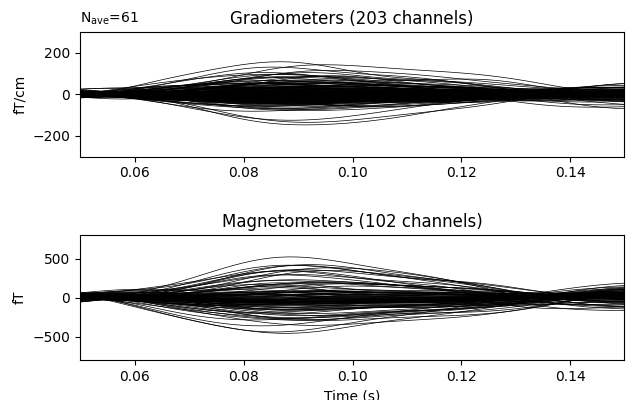 N_ave=61
Gradiometers (203 channels)
200
0
−200
fT/cm
0.06 0.08 0.10 0.12 0.14
Magnetometers (102 channels)
500
0
−500
fT
0.06 0.08 0.10 0.12 0.14
Time (s)